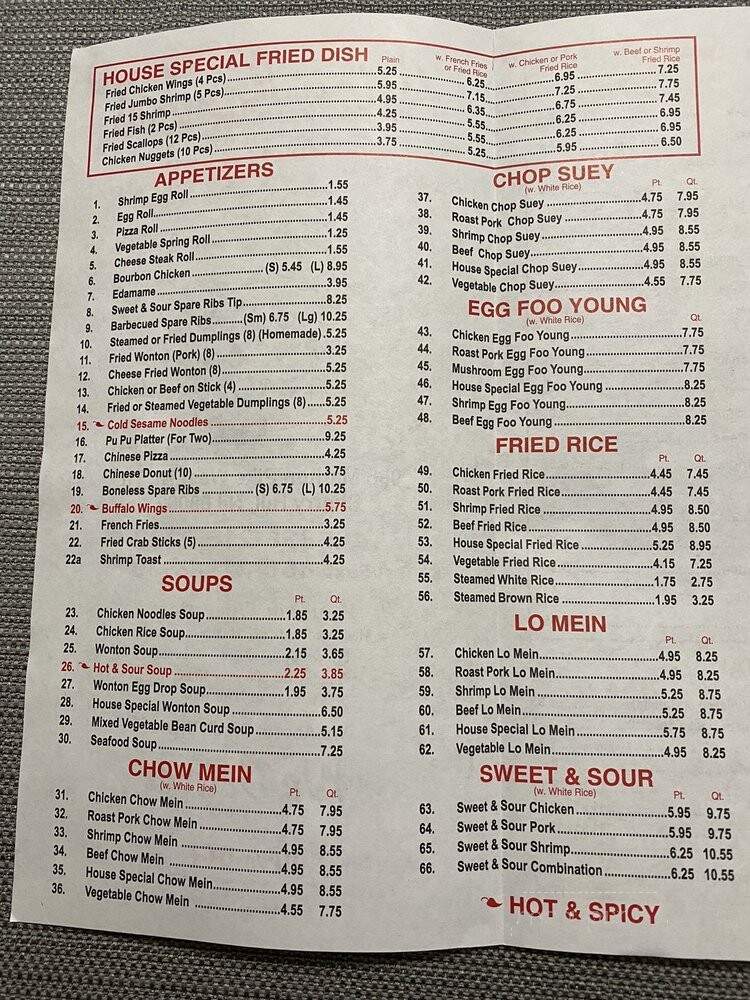 HOUSE SPECIAL FRIED DISH
Plain w. French Fries or Fried Rice w. Chicken or Pork Fried Rice w. Beef or Shrimp Fried Rice
Fried Chicken Wings (4 Pcs) 5.25 6.25 6.95 7.25
Fried Jumbo Shrimp (5 Pcs) 5.95 7.15 7.25 7.75
Fried 15 Shrimp 4.95 6.35 6.75 7.45
Fried Fish (2 Pcs) 4.25 5.55 6.25 6.95
Fried Scallops (12 Pcs) 3.95 5.55 6.25 6.95
Chicken Nuggets (10 Pcs) 3.75 5.25 5.95 6.50
APPETIZERS
1. Shrimp Egg Roll 1.55
2. Egg Roll 1.45
3. Pizza Roll 1.45
4. Vegetable Spring Roll 1.25
5. Cheese Steak Roll 1.55
6. Bourbon Chicken (S) 5.45 (L) 8.95
7. Edamame 3.95
8. Sweet & Sour Spare Ribs Tip 8.25
9. Barbecued Spare Ribs (Sm) 6.75 (Lg) 10.25
10. Steamed or Fried Dumplings (8) (Homemade) 5.25
11. Fried Wonton (Pork) (8) 3.25
12. Cheese Fried Wonton (8) 5.25
13. Chicken or Beef on Stick (4) 5.25
14. Fried or Steamed Vegetable Dumplings (8) 5.25
15. Cold Sesame Noodles 5.25
16. Pu Pu Platter (For Two) 9.25
17. Chinese Pizza 4.25
18. Chinese Donut (10) 3.75
19. Boneless Spare Ribs (S) 6.75 (L) 10.25
20. Buffalo Wings 5.75
21. French Fries 3.25
22. Fried Crab Sticks (5) 4.25
22a Shrimp Toast 4.25
SOUPS
Pt. Qt.
23. Chicken Noodles Soup 1.85 3.25
24. Chicken Rice Soup 1.85 3.25
25. Wonton Soup 2.15 3.65
26. Hot & Sour Soup 2.25 3.85
27. Wonton Egg Drop Soup 1.95 3.75
28. House Special Wonton Soup 6.50
29. Mixed Vegetable Bean Curd Soup 5.15
30. Seafood Soup 7.25
CHOW MEIN
(w. White Rice) Pt. Qt.
31. Chicken Chow Mein 4.75 7.95
32. Roast Pork Chow Mein 4.75 7.95
33. Shrimp Chow Mein 4.95 8.55
34. Beef Chow Mein 4.95 8.55
35. House Special Chow Mein 4.95 8.55
36. Vegetable Chow Mein 4.55 7.75
CHOP SUEY
(w. White Rice) Pt. Qt.
37. Chicken Chop Suey 4.75 7.95
38. Roast Pork Chop Suey 4.75 7.95
39. Shrimp Chop Suey 4.95 8.55
40. Beef Chop Suey 4.95 8.55
41. House Special Chop Suey 4.95 8.55
42. Vegetable Chop Suey 4.55 7.75
EGG FOO YOUNG
(w. White Rice) Qt.
43. Chicken Egg Foo Young 7.75
44. Roast Pork Egg Foo Young 7.75
45. Mushroom Egg Foo Young 7.75
46. House Special Egg Foo Young 8.25
47. Shrimp Egg Foo Young 8.25
48. Beef Egg Foo Young 8.25
FRIED RICE
Pt. Qt.
49. Chicken Fried Rice 4.45 7.45
50. Roast Pork Fried Rice 4.45 7.45
51. Shrimp Fried Rice 4.95 8.50
52. Beef Fried Rice 4.95 8.50
53. House Special Fried Rice 5.25 8.95
54. Vegetable Fried Rice 4.15 7.25
55. Steamed White Rice 1.75 2.75
56. Steamed Brown Rice 1.95 3.25
LO MEIN
Pt. Qt.
57. Chicken Lo Mein 4.95 8.25
58. Roast Pork Lo Mein 4.95 8.25
59. Shrimp Lo Mein 5.25 8.75
60. Beef Lo Mein 5.25 8.75
61. House Special Lo Mein 5.75 8.75
62. Vegetable Lo Mein 4.95 8.25
SWEET & SOUR
(w. White Rice) Pt. Qt.
63. Sweet & Sour Chicken 5.95 9.75
64. Sweet & Sour Pork 5.95 9.75
65. Sweet & Sour Shrimp 6.25 10.55
66. Sweet & Sour Combination 6.25 10.55
HOT & SPICY